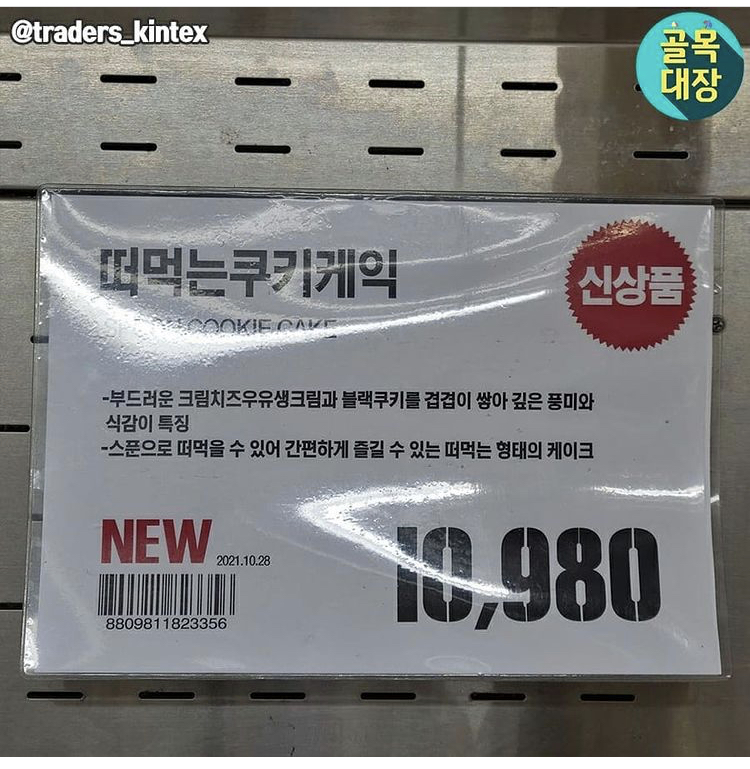 @traders_kintex
골목
대장
떠먹는쿠키케익
신상품
SPOON COOKIE CAKE
-부드러운 크림치즈우유생크림과 블랙쿠키를 겹겹이 쌓아 깊은 풍미와
식감이 특징
-스푼으로 떠먹을 수 있어 간편하게 즐길 수 있는 떠먹는 형태의 케이크
NEW 2021.10.28
10,980
8809811823356